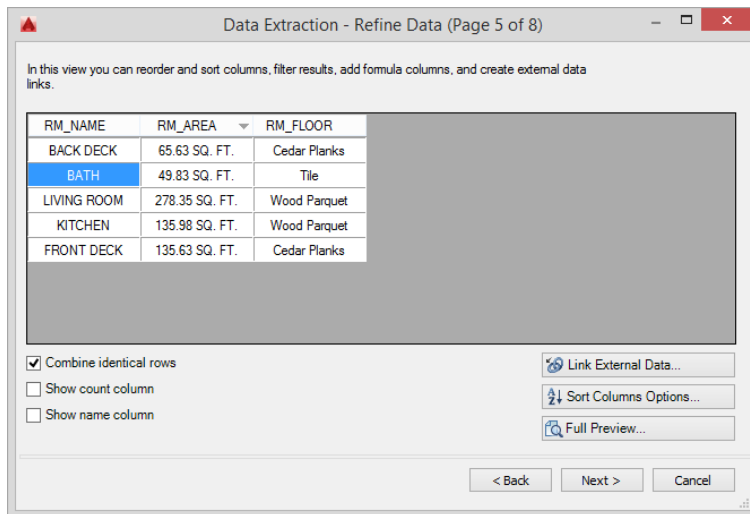 Data Extraction - Refine Data (Page 5 of 8)
In this view you can reorder and sort columns, filter results, add formula columns, and create external data
links.
RM_NAME RM_AREA RM_FLOOR
BACK DECK 65.63 SQ. FT. Cedar Planks
BATH 49.83 SQ. FT. Tile
LIVING ROOM 278.35 SQ. FT. Wood Parquet
KITCHEN 135.98 SQ. FT. Wood Parquet
FRONT DECK 135.63 SQ. FT. Cedar Planks
Combine identical rows
Show count column
Show name column
Link External Data...
Sort Columns Options...
Full Preview...
< Back Next > Cancel